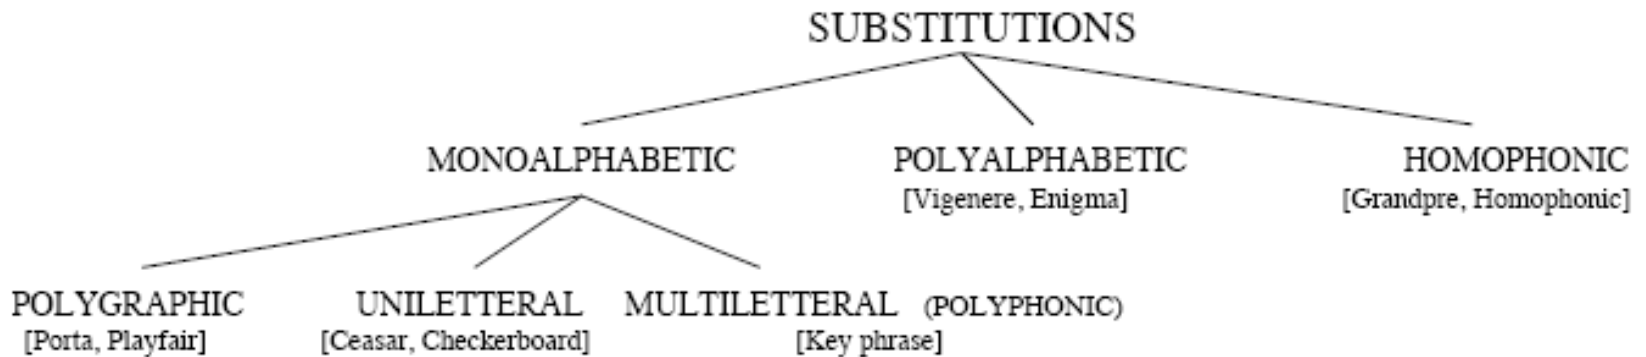 SUBSTITUTIONS
MONOALPHABETIC POLYALPHABETIC HOMOPHONIC
[Vigenere, Enigma] [Grandpre, Homophonic]
POLYGRAPHIC UNILETTERAL MULTILETTERAL (POLYPHONIC)
[Porta, Playfair] [Ceasar, Checkerboard] [Key phrase]